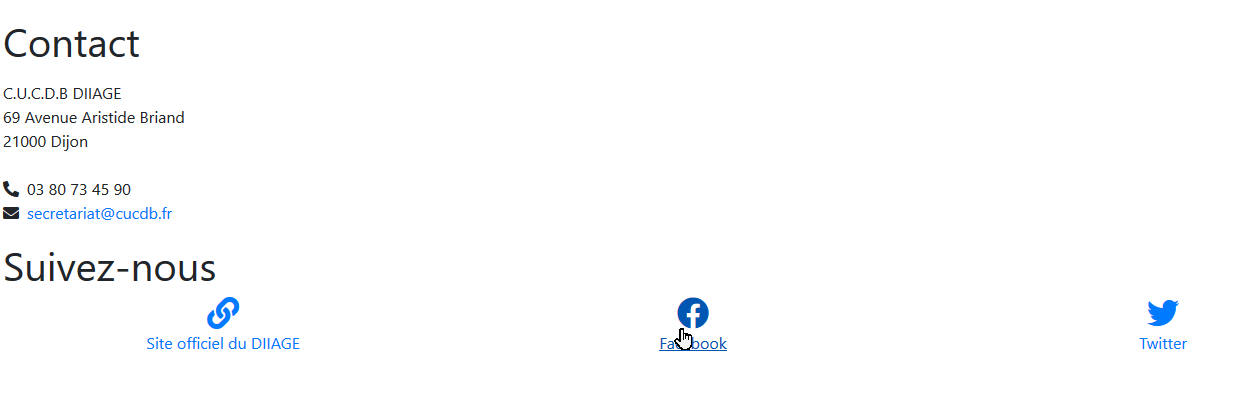 Contact
C.U.C.D.B DIIAGE
69 Avenue Aristide Briand
21000 Dijon
03 80 73 45 90
secretariat@cucdb.fr
Suivez-nous
Site officiel du DIIAGE
Facebook
Twitter